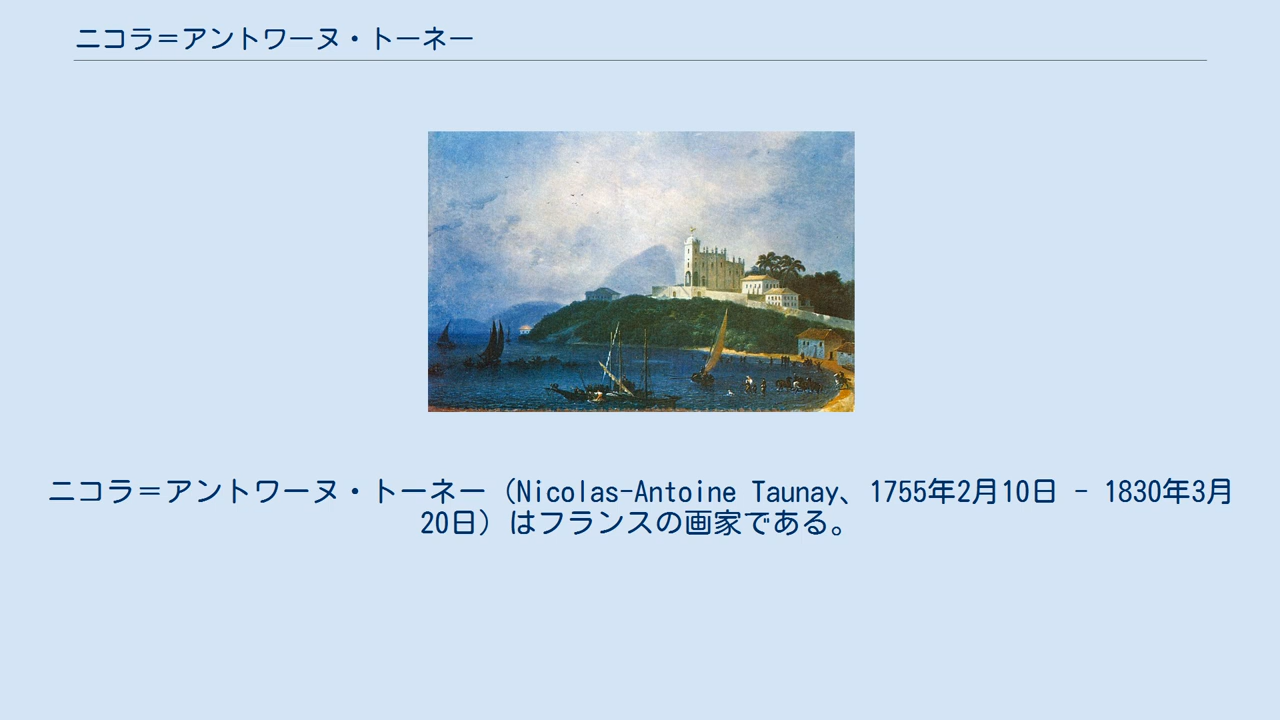 ニコラ＝アントワーヌ・トーネー
ニコラ＝アントワーヌ・トーネー（Nicolas-Antoine Taunay、1755年2月10日 - 1830年3月
20日）はフランスの画家である。